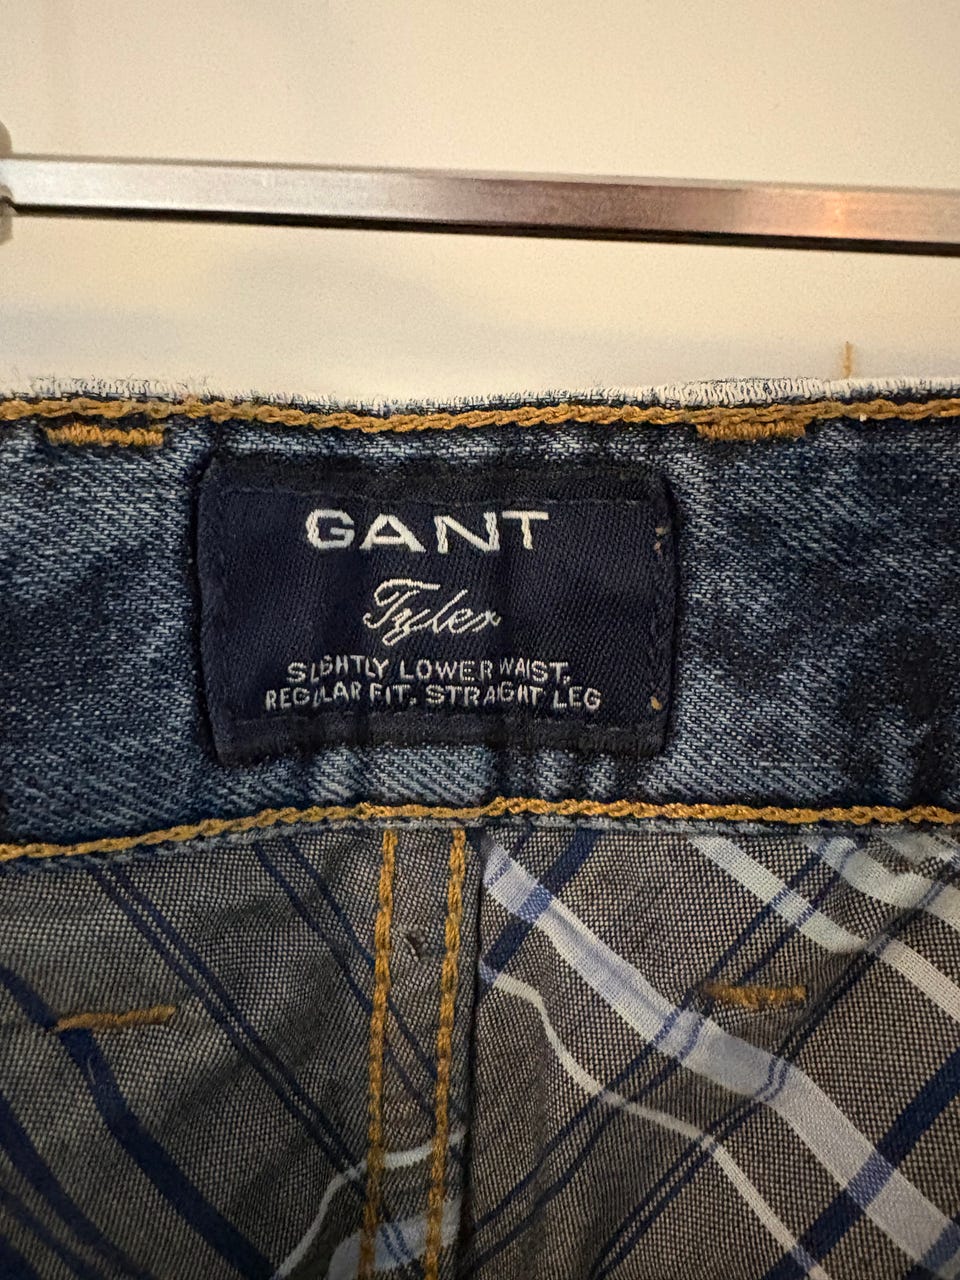 GANT
Tyler
SLIGHTLY LOWER WAIST,
REGULAR FIT, STRAIGHT LEG